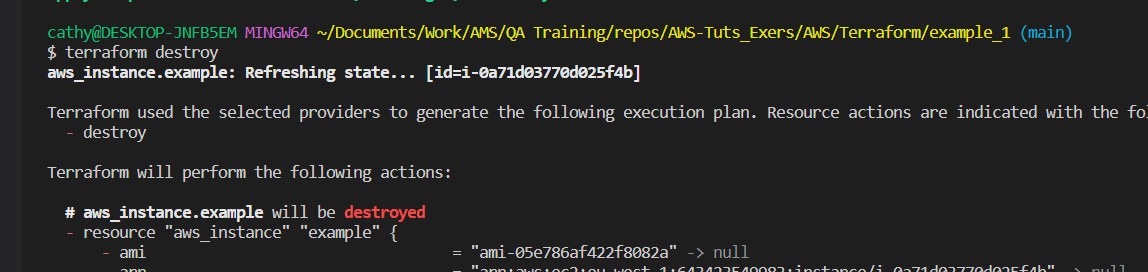 cathy@DESKTOP-JNFB5EM MINGW64 ~/Documents/Work/AMS/QA Training/repos/AWS-Tuts_Exers/AWS/Terraform/example_1 (main)
$ terraform destroy
aws_instance.example: Refreshing state... [id=i-0a71d03770d025f4b]
Terraform used the selected providers to generate the following execution plan. Resource actions are indicated with the fol
- destroy
Terraform will perform the following actions:
# aws_instance.example will be destroyed
- resource "aws_instance" "example" {
- ami = "ami-05e786af422f8082a" -> null